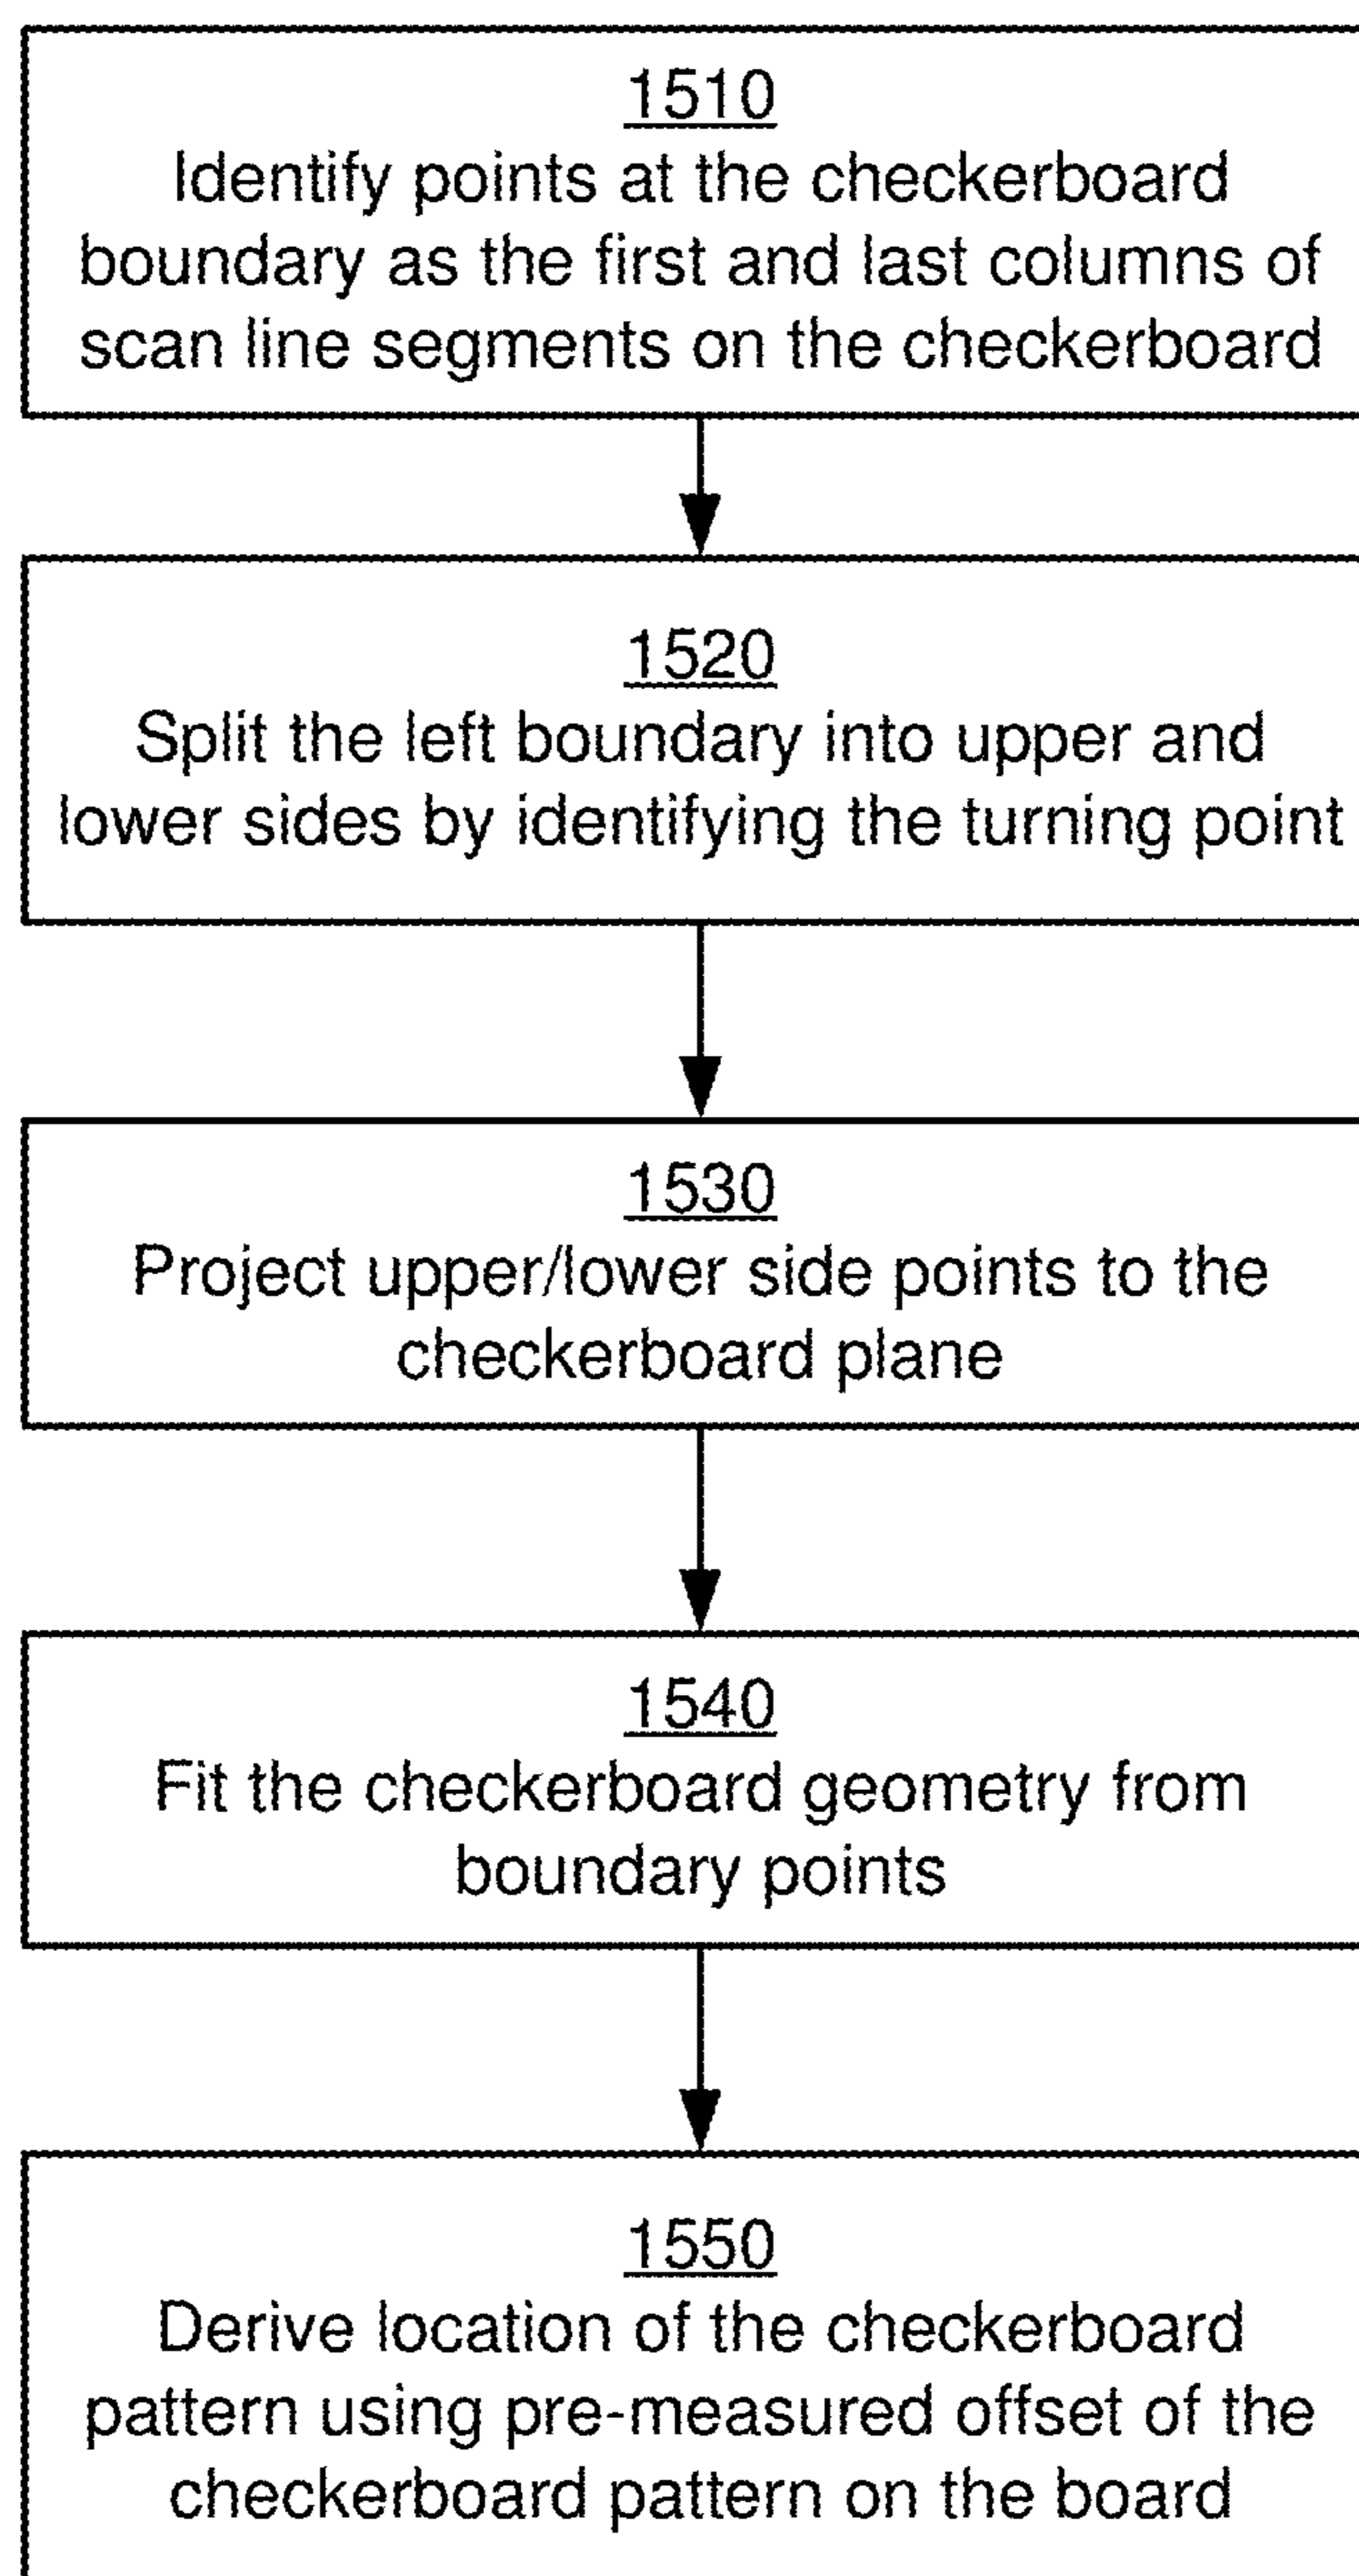 1510
Identify points at the checkerboard
boundary as the first and last columns of
scan line segments on the checkerboard
1520
Split the left boundary into upper and
lower sides by identifying the turning point
1530
Project upper/lower side points to the
checkerboard plane
1540
Fit the checkerboard geometry from
boundary points
1550
Derive location of the checkerboard
pattern using pre-measured offset of the
checkerboard pattern on the board